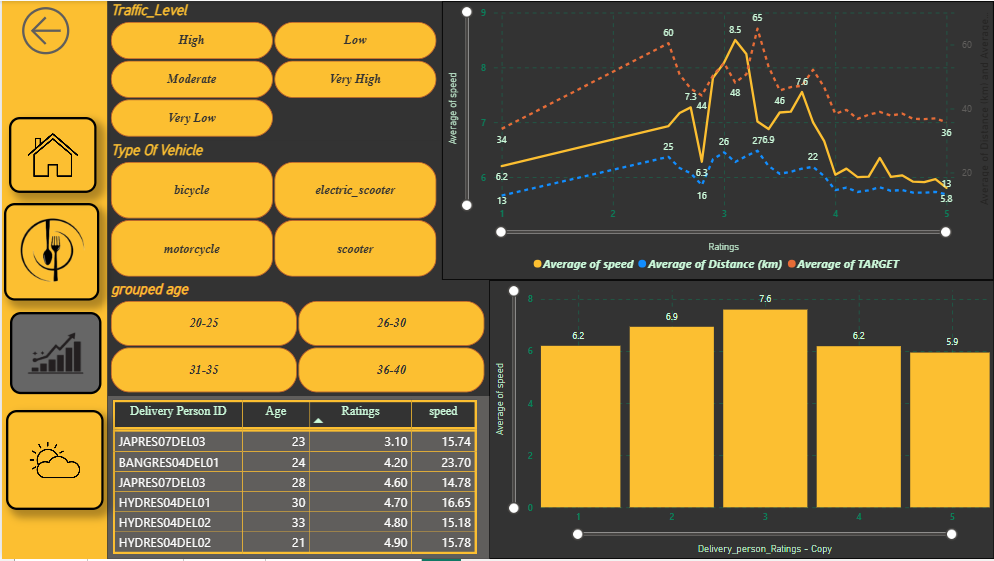 Traffic_Level
High
Low
Moderate
Very High
Very Low
Type Of Vehicle
bicycle
electric_scooter
motorcycle
scooter
grouped age
20-25
26-30
31-35
36-40
Delivery Person ID Age Ratings speed
JAPRES07DEL03 23 3.10 15.74
BANGRES04DEL01 24 4.20 23.70
JAPRES07DEL03 28 4.60 14.78
HYDRES04DEL01 30 4.70 16.65
HYDRES04DEL02 33 4.80 15.18
HYDRES04DEL02 21 4.90 15.78
Average of speed
9
8
7
6
60
40
20
Average of Distance (km) and Average
34
60
44
48
65
46
36
6.2
7.3
6.3
8.5
6.9
7.6
5.8
13
25
16
26
27
22
13
1 2 3 4 5
Ratings
Average of speed Average of Distance (km) Average of TARGET
Average of speed
8
6
4
2
0
6.2
6.9
7.6
6.2
5.9
1 2 3 4 5
Delivery_person_Ratings - Copy